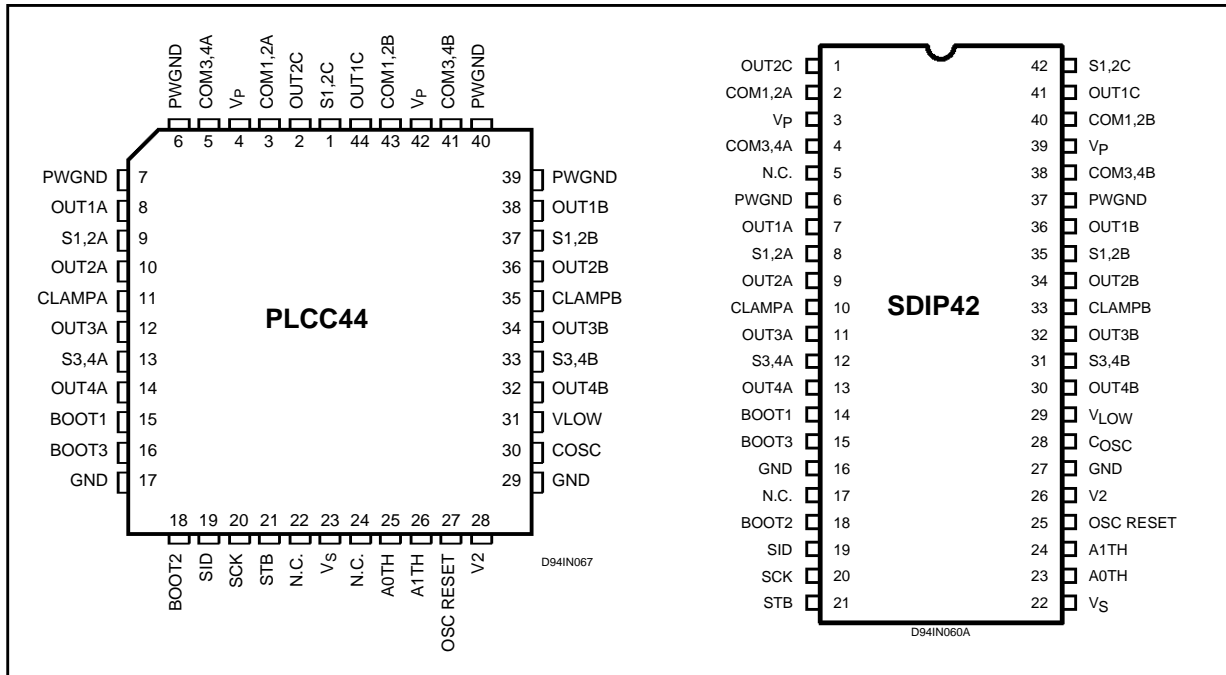 PWGND
COM3,4A
VP
COM1,2A
OUT2C
S1,2C
OUT1C
COM1,2B
VP
COM3,4B
PWGND
6 5 4 3 2 1 44 43 42 41 40
PWGND 7 39 PWGND
OUT1A 8 38 OUT1B
S1,2A 9 37 S1,2B
OUT2A 10 36 OUT2B
CLAMPA 11 35 CLAMPB
PLCC44
OUT3A 12 34 OUT3B
S3,4A 13 33 S3,4B
OUT4A 14 32 OUT4B
BOOT1 15 31 VLOW
BOOT3 16 30 COSC
GND 17 29 GND
18 19 20 21 22 23 24 25 26 27 28
BOOT2
SID
SCK
STB
N.C.
VS
N.C.
A0TH
A1TH
OSC RESET
V2
D94IN067
OUT2C 1 42 S1,2C
COM1,2A 2 41 OUT1C
VP 3 40 COM1,2B
COM3,4A 4 39 VP
N.C. 5 38 COM3,4B
PWGND 6 37 PWGND
OUT1A 7 36 OUT1B
S1,2A 8 35 S1,2B
OUT2A 9 34 OUT2B
CLAMPA 10 33 CLAMPB
SDIP42
OUT3A 11 32 OUT3B
S3,4A 12 31 S3,4B
OUT4A 13 30 OUT4B
BOOT1 14 29 VLOW
BOOT3 15 28 COSC
GND 16 27 GND
N.C. 17 26 V2
BOOT2 18 25 OSC RESET
SID 19 24 A1TH
SCK 20 23 A0TH
STB 21 22 VS
D94IN060A